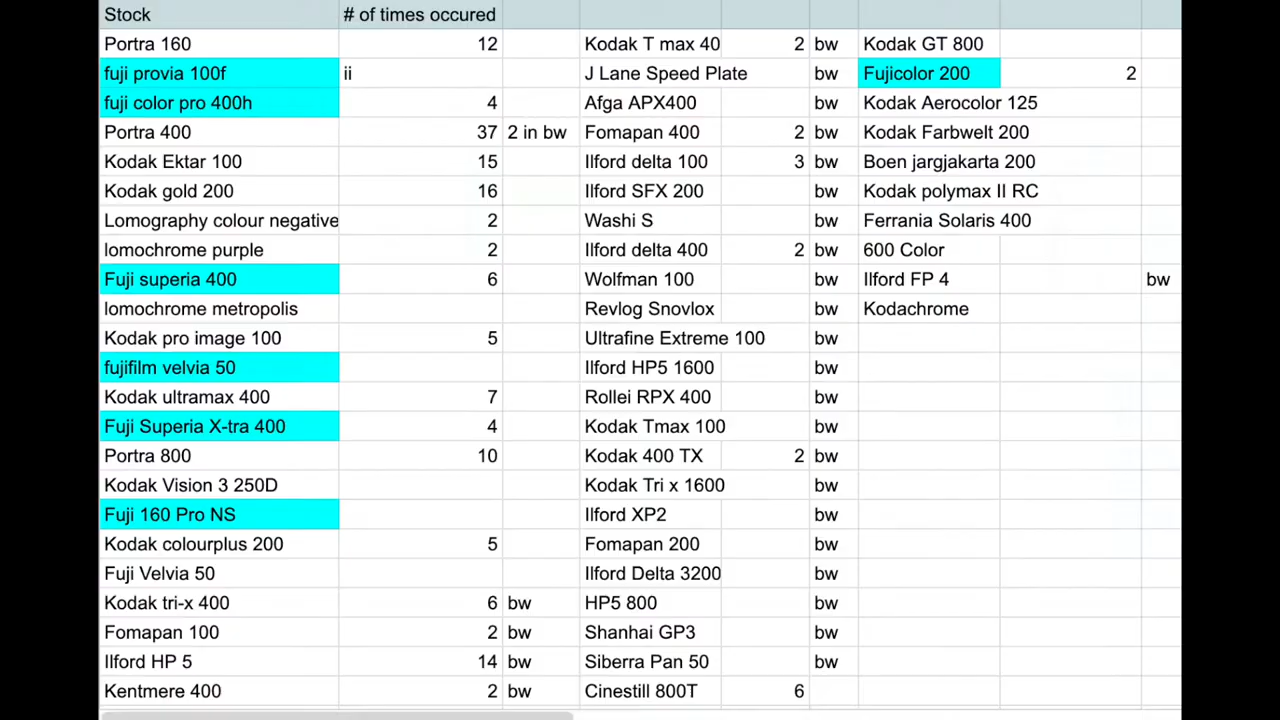 Stock # of times occured
Portra 160 12 Kodak T max 40 2 bw Kodak GT 800
fuji provia 100f ii J Lane Speed Plate bw Fujicolor 200 2
fuji color pro 400h 4 Afga APX400 bw Kodak Aerocolor 125
Portra 400 37 2 in bw Fomapan 400 2 bw Kodak Farbwelt 200
Kodak Ektar 100 15 Ilford delta 100 3 bw Boen jargjakarta 200
Kodak gold 200 16 Ilford SFX 200 bw Kodak polymax II RC
Lomography colour negative 2 Washi S bw Ferrania Solaris 400
lomochrome purple 2 Ilford delta 400 2 bw 600 Color
Fuji superia 400 6 Wolfman 100 bw Ilford FP 4 bw
lomochrome metropolis Revlog Snovlox bw Kodachrome
Kodak pro image 100 5 Ultrafine Extreme 100 bw
fujifilm velvia 50 Ilford HP5 1600 bw
Kodak ultramax 400 7 Rollei RPX 400 bw
Fuji Superia X-tra 400 4 Kodak Tmax 100 bw
Portra 800 10 Kodak 400 TX 2 bw
Kodak Vision 3 250D Kodak Tri x 1600 bw
Fuji 160 Pro NS Ilford XP2 bw
Kodak colourplus 200 5 Fomapan 200 bw
Fuji Velvia 50 Ilford Delta 3200 bw
Kodak tri-x 400 6 bw HP5 800 bw
Fomapan 100 2 bw Shanhai GP3 bw
Ilford HP 5 14 bw Siberra Pan 50 bw
Kentmere 400 2 bw Cinestill 800T 6